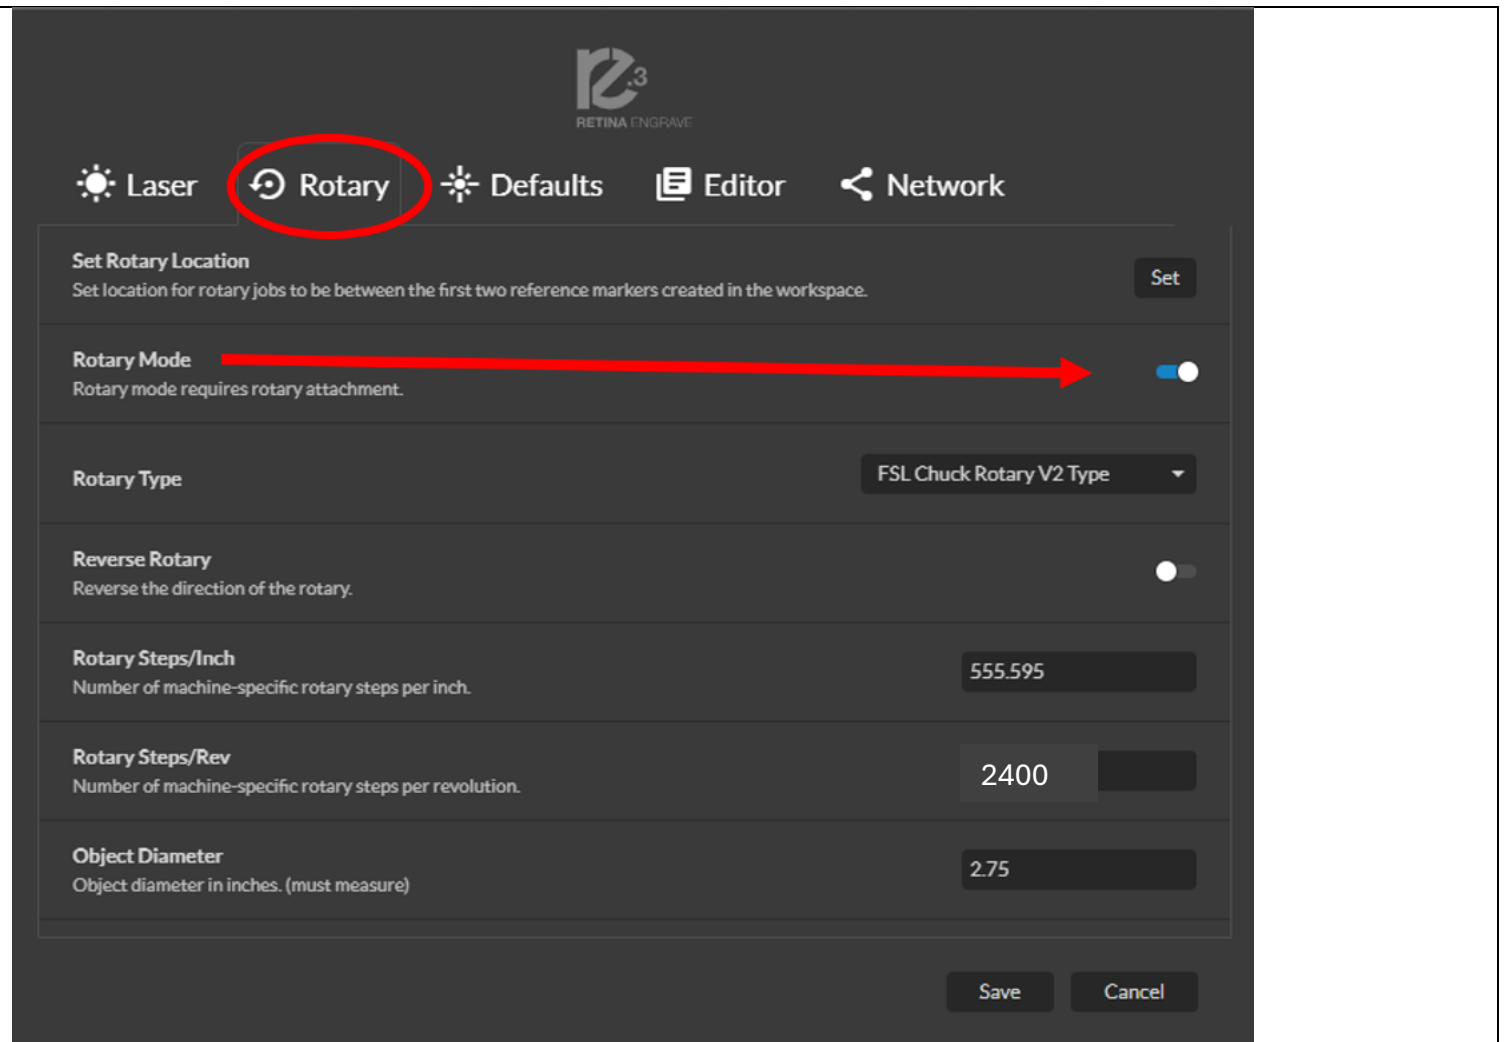 re.3
RETINA ENGRAVE
Laser Rotary Defaults Editor Network
Set Rotary Location
Set location for rotary jobs to be between the first two reference markers created in the workspace.
Set
Rotary Mode
Rotary mode requires rotary attachment.
Rotary Type
FSL Chuck Rotary V2 Type
Reverse Rotary
Reverse the direction of the rotary.
Rotary Steps/Inch
Number of machine-specific rotary steps per inch.
555.595
Rotary Steps/Rev
Number of machine-specific rotary steps per revolution.
2400
Object Diameter
Object diameter in inches. (must measure)
2.75
Save Cancel